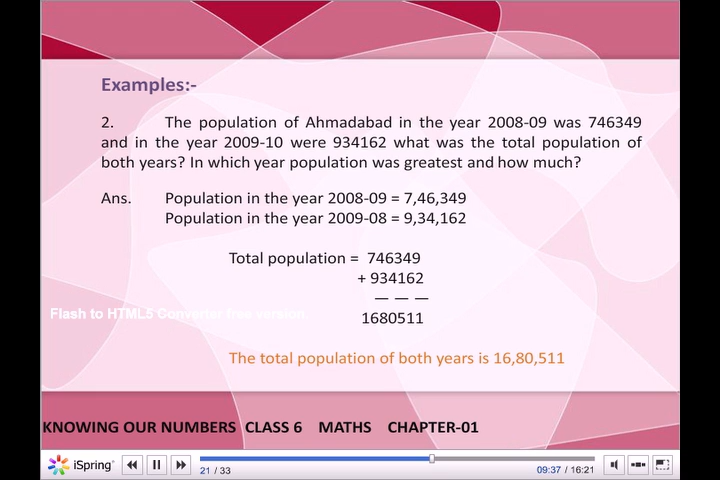 Examples:-
2. The population of Ahmadabad in the year 2008-09 was 746349
and in the year 2009-10 were 934162 what was the total population of
both years? In which year population was greatest and how much?
Ans. Population in the year 2008-09 = 7,46,349
Population in the year 2009-08 = 9,34,162
Total population = 746349
+ 934162
— — —
1680511
Flash to HTML5 Converter free version
The total population of both years is 16,80,511
KNOWING OUR NUMBERS CLASS 6 MATHS CHAPTER-01
iSpring
21 / 33
09:37 / 16:21